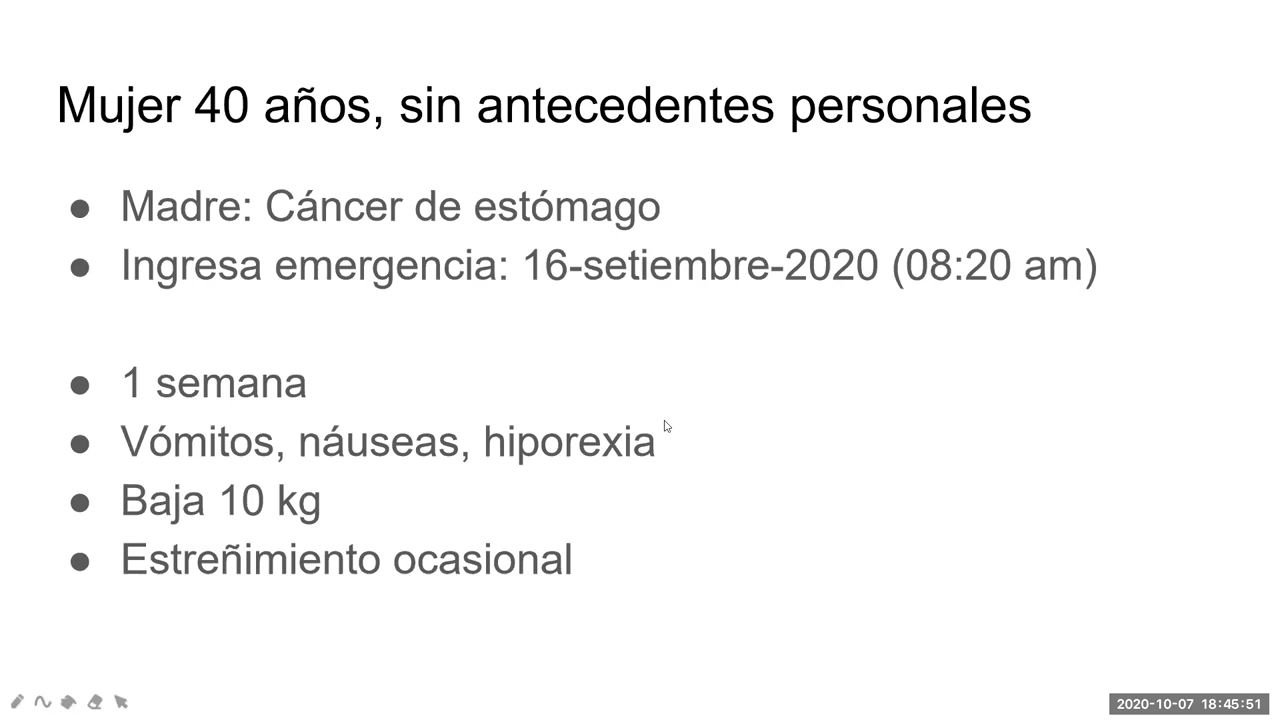 Mujer 40 años, sin antecedentes personales
● Madre: Cáncer de estómago
● Ingresa emergencia: 16-setiembre-2020 (08:20 am)
● 1 semana
● Vómitos, náuseas, hiporexia
● Baja 10 kg
● Estreñimiento ocasional
2020-10-07 18:45:51